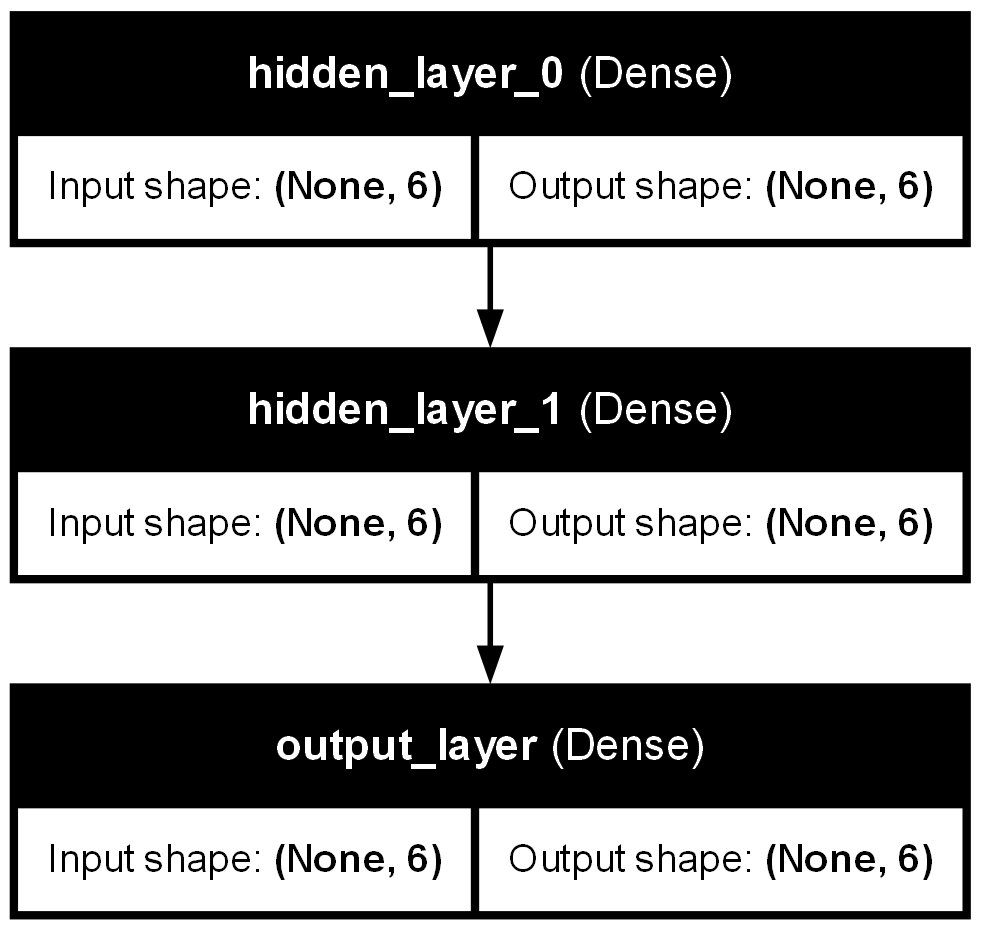 hidden_layer_0 (Dense)
Input shape: (None, 6) Output shape: (None, 6)
hidden_layer_1 (Dense)
Input shape: (None, 6) Output shape: (None, 6)
output_layer (Dense)
Input shape: (None, 6) Output shape: (None, 6)